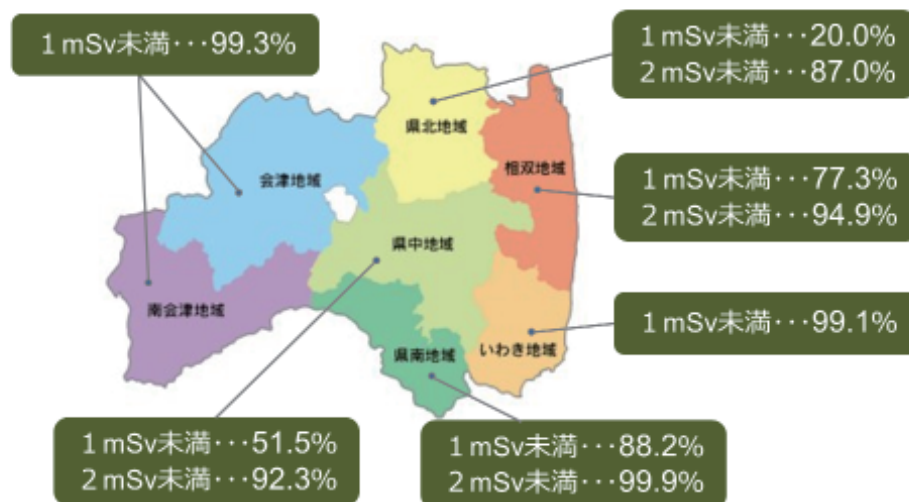 1 mSv未満･･･99.3%
1 mSv未満･･･20.0%
2 mSv未満･･･87.0%
県北地域
相双地域
会津地域
1 mSv未満･･･77.3%
2 mSv未満･･･94.9%
県中地域
南会津地域
1 mSv未満･･･99.1%
いわき地域
県南地域
1 mSv未満･･･51.5%
2 mSv未満･･･92.3%
1 mSv未満･･･88.2%
2 mSv未満･･･99.9%